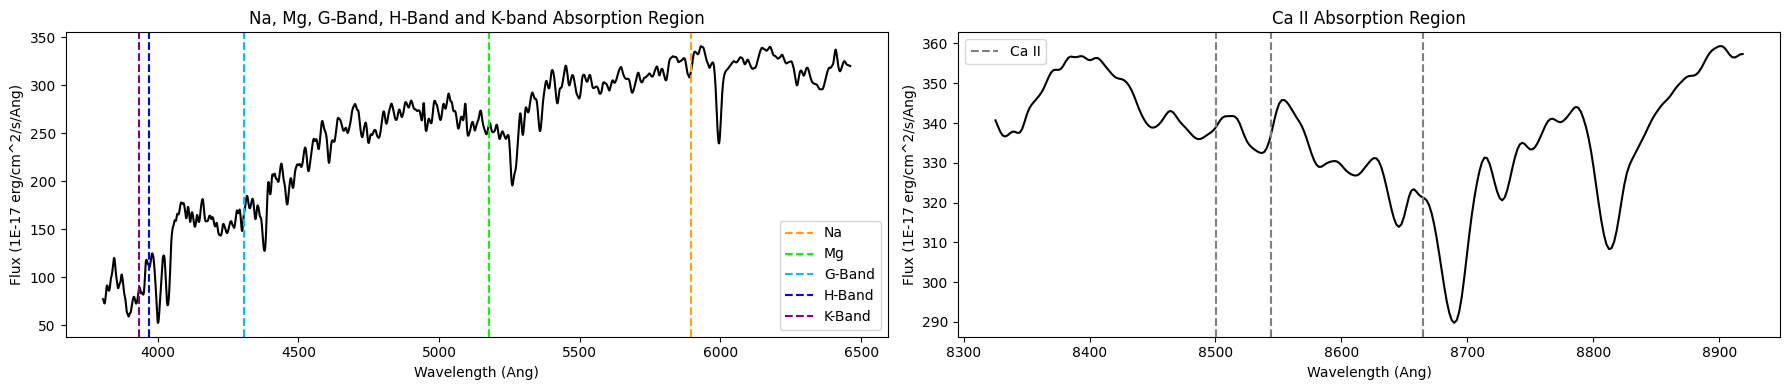 Na, Mg, G-Band, H-Band and K-band Absorption Region
Flux (1E-17 erg/cm^2/s/Ang)
350
300
250
200
150
100
50
Na
Mg
G-Band
H-Band
K-Band
4000 4500 5000 5500 6000 6500
Wavelength (Ang)
Ca II Absorption Region
Flux (1E-17 erg/cm^2/s/Ang)
360
350
340
330
320
310
300
290
Ca II
8300 8400 8500 8600 8700 8800 8900
Wavelength (Ang)